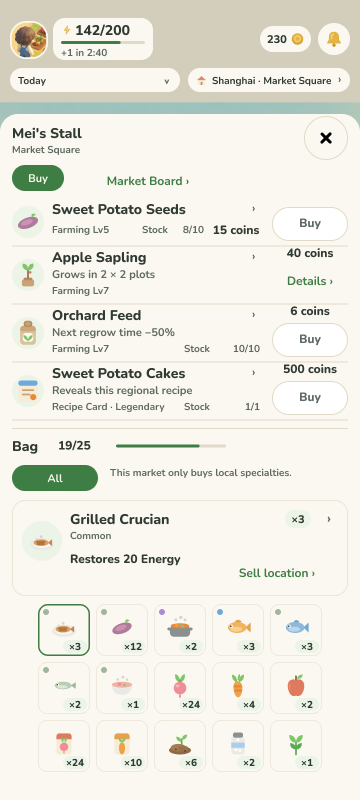 142/200
+1 in 2:40
230
Today
Shanghai · Market Square ›
Mei's Stall
Market Square
Buy
Market Board ›
Sweet Potato Seeds ›
Farming Lv5 Stock 8/10 15 coins
Buy
Apple Sapling ›
40 coins
Grows in 2 × 2 plots
Details ›
Farming Lv7
Orchard Feed ›
6 coins
Next regrow time −50%
Buy
Farming Lv7 Stock 10/10
Sweet Potato Cakes ›
500 coins
Reveals this regional recipe
Buy
Recipe Card · Legendary Stock 1/1
Bag 19/25
All
This market only buys local specialties.
Grilled Crucian ×3 ›
Common
Restores 20 Energy
Sell location ›
×3 ×12 ×2 ×3 ×3
×2 ×1 ×24 ×4 ×2
×24 ×10 ×6 ×2 ×1